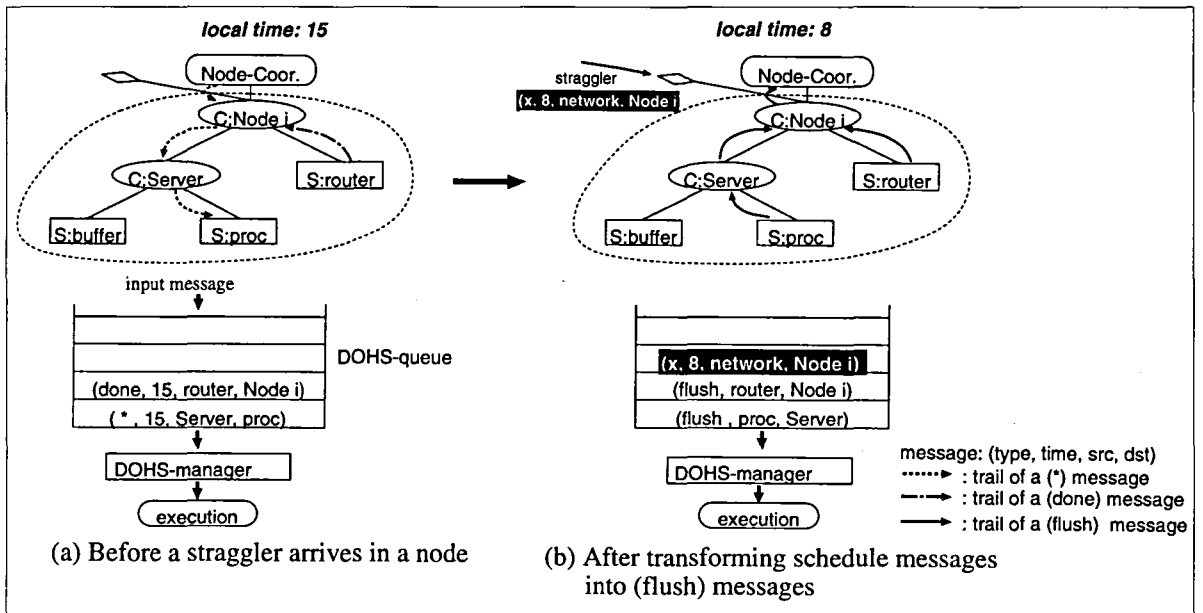 local time: 15
Node-Coor.
C:Node i
C:Server
S:router
S:buffer
S:proc
input message
DOHS-queue
(done, 15, router, Node i)
( * , 15, Server, proc)
DOHS-manager
execution
(a) Before a straggler arrives in a node
local time: 8
straggler
(x, 8, network, Node i
Node-Coor.
C:Node i
C:Server
S:router
S:buffer
S:proc
(x, 8, network, Node i)
(flush, router, Node i)
(flush , proc, Server)
DOHS-manager
execution
message: (type, time, src, dst)
: trail of a (*) message
: trail of a (done) message
: trail of a (flush) message
(b) After transforming schedule messages
into (flush) messages